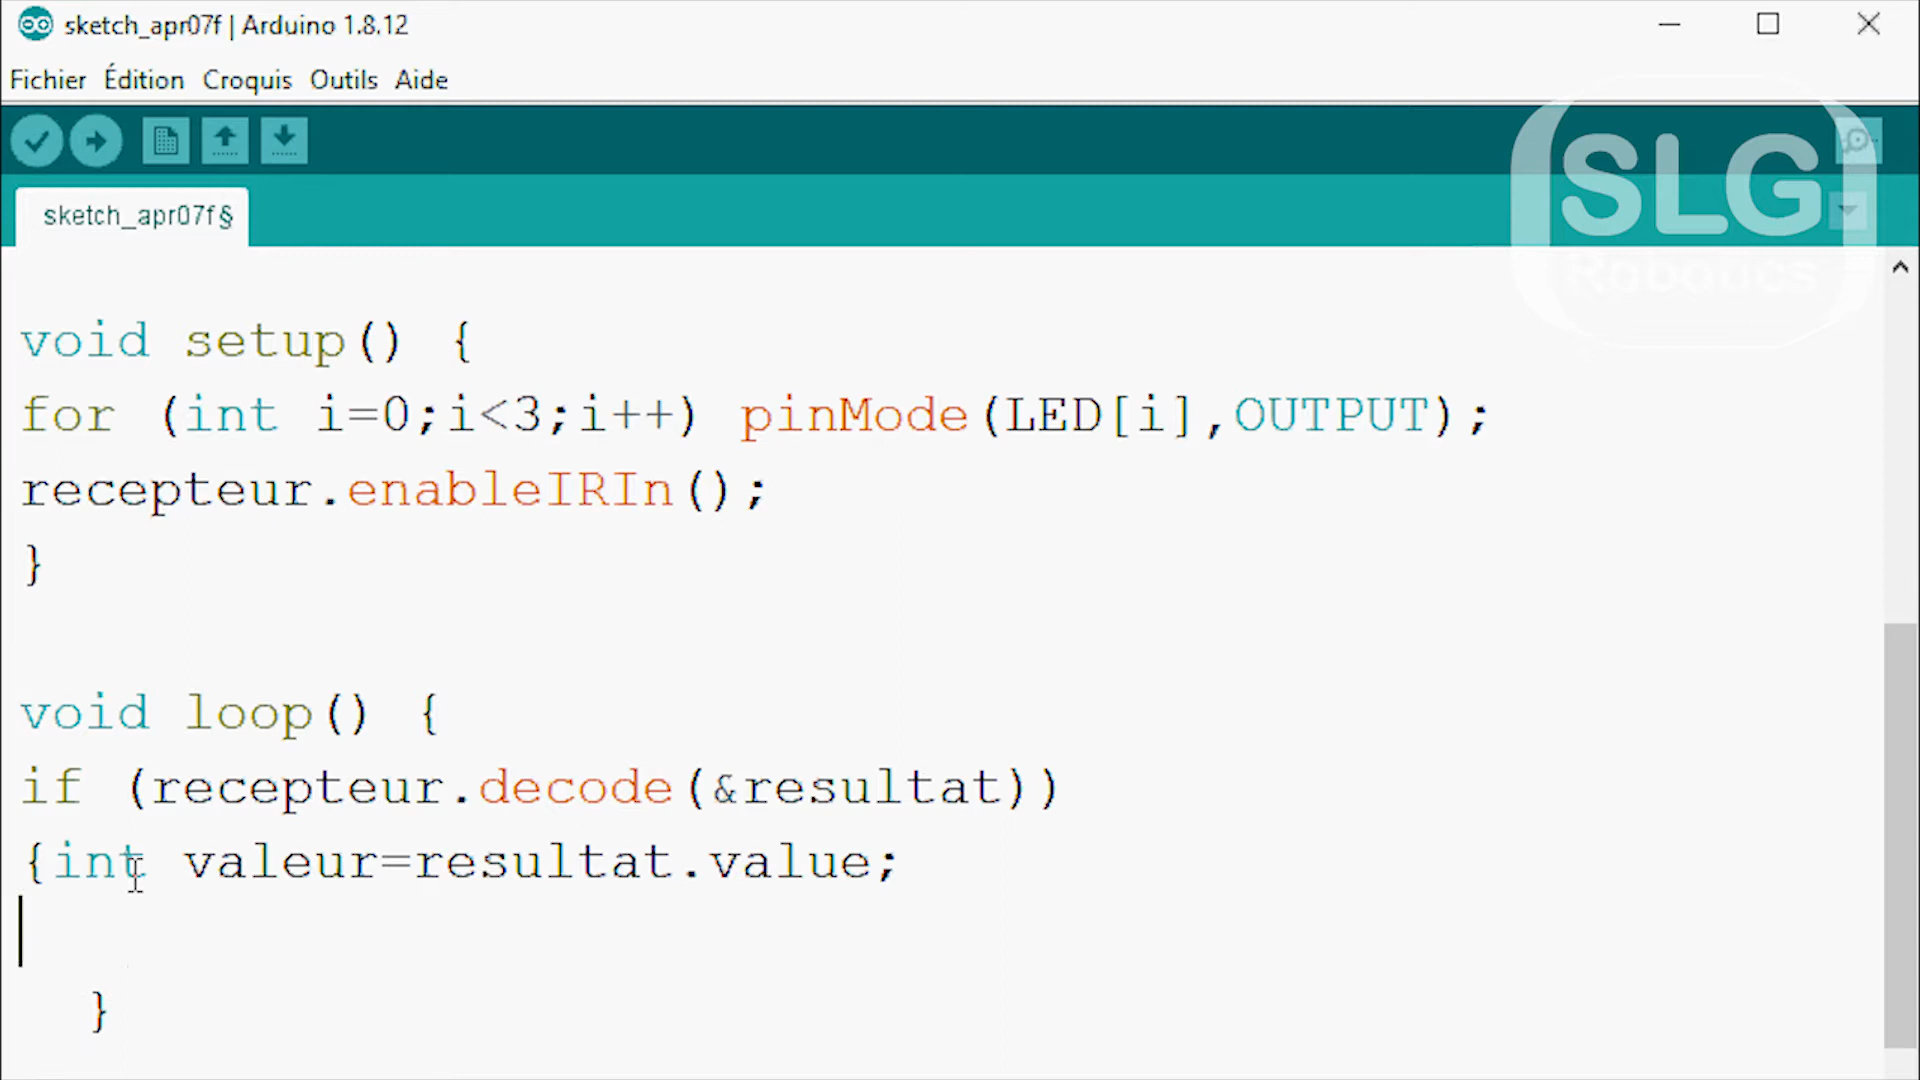 sketch_apr07f | Arduino 1.8.12
Fichier Édition Croquis Outils Aide
SLG
Robotics
sketch_apr07f§
void setup() {
for (int i=0;i<3;i++) pinMode(LED[i],OUTPUT);
recepteur.enableIRIn();
}
void loop() {
if (recepteur.decode(&resultat))
{int valeur=resultat.value;
}